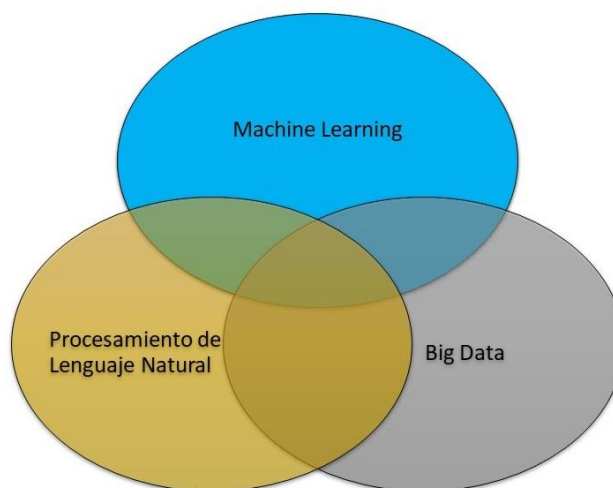 Machine Learning
Procesamiento de
Lenguaje Natural
Big Data